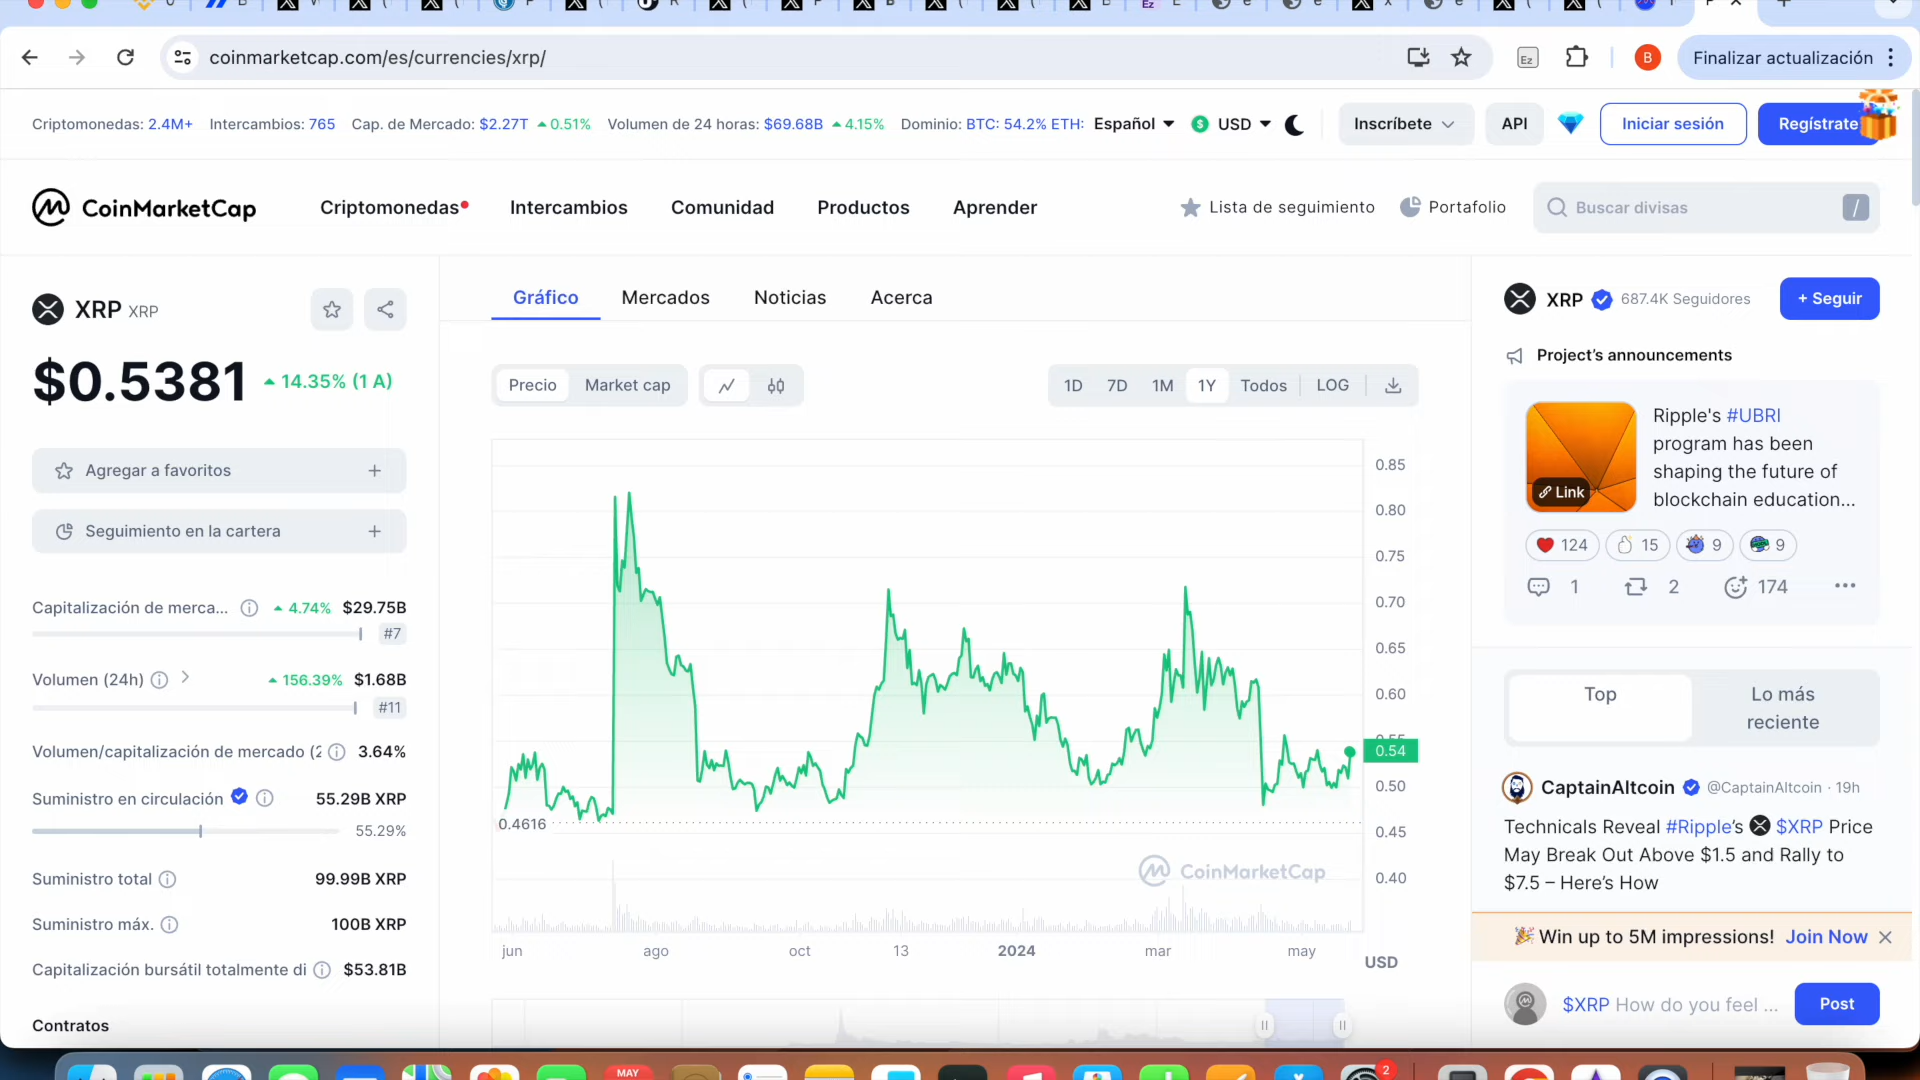 coinmarketcap.com/es/currencies/xrp/
Ez
B
Finalizar actualización
Criptomonedas: 2.4M+ Intercambios: 765 Cap. de Mercado: $2.27T 0.51% Volumen de 24 horas: $69.68B 4.15% Dominio: BTC: 54.2% ETH: Español USD
Inscríbete
API
Iniciar sesión
Regístrate
CoinMarketCap
Criptomonedas Intercambios Comunidad Productos Aprender
Lista de seguimiento Portafolio
Buscar divisas /
XRP XRP
$0.5381 14.35% (1 A)
Agregar a favoritos +
Seguimiento en la cartera +
Capitalización de merca... 4.74% $29.75B
#7
Volumen (24h) 156.39% $1.68B
#11
Volumen/capitalización de mercado (2 3.64%
Suministro en circulación 55.29B XRP
55.29%
Suministro total 99.99B XRP
Suministro máx. 100B XRP
Capitalización bursátil totalmente di $53.81B
Contratos
Gráfico Mercados Noticias Acerca
Precio Market cap
1D 7D 1M 1Y Todos LOG
0.85
0.80
0.75
0.70
0.65
0.60
0.55
0.54
0.50
0.45
0.40
0.4616
CoinMarketCap
jun ago oct 13 2024 mar may
USD
XRP 687.4K Seguidores + Seguir
Project's announcements
Link
Ripple's #UBRI
program has been
shaping the future of
blockchain education...
124 15 9 9
1 2 174
Top
Lo más
reciente
CaptainAltcoin @CaptainAltcoin · 19h
Technicals Reveal #Ripple's $XRP Price
May Break Out Above $1.5 and Rally to
$7.5 – Here's How
Win up to 5M impressions! Join Now
$XRP How do you feel ... Post
MAY
2